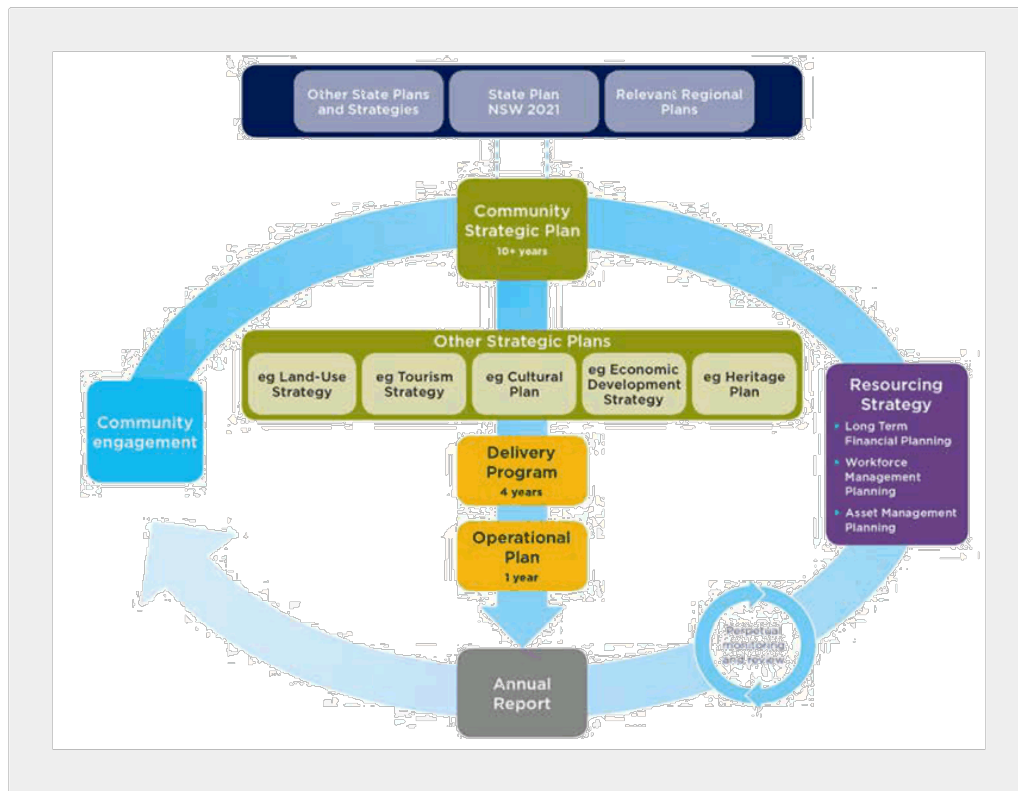 Other State Plans
and Strategies
State Plan
NSW 2021
Relevant Regional
Plans
Community
Strategic Plan
10+ years
Other Strategic Plans
eg Land-Use
Strategy
eg Tourism
Strategy
eg Cultural
Plan
eg Economic
Development
Strategy
eg Heritage
Plan
Community
engagement
Resourcing
Strategy
Long Term
Financial Planning
Workforce
Management
Planning
Asset Management
Planning
Delivery
Program
4 years
Operational
Plan
1 year
Perpetual
monitoring
and review
Annual
Report